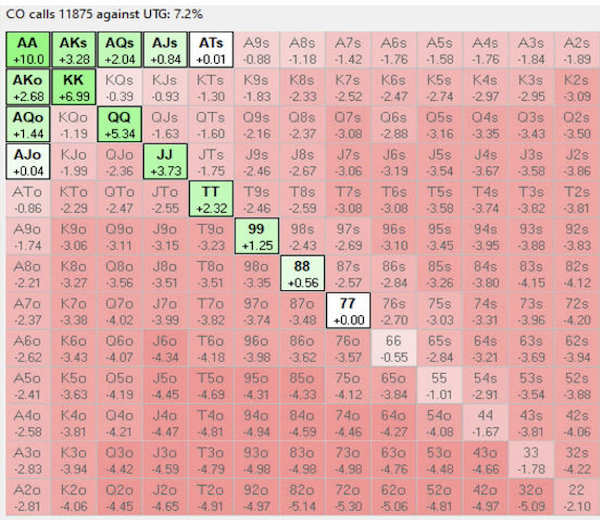 CO calls 11875 against UTG: 7.2%
AA AKs AQs AJs ATs A9s A8s A7s A6s A5s A4s A3s A2s
+10.0 +3.28 +2.04 +0.84 +0.01 -0.88 -1.18 -1.42 -1.76 -1.58 -1.76 -1.84 -1.89
AKo KK KQs KJs KTs K9s K8s K7s K6s K5s K4s K3s K2s
+2.68 +6.99 -0.39 -0.93 -1.30 -1.83 -2.33 -2.52 -2.47 -2.74 -2.97 -2.95 -3.09
AQo KQo QQ QJs QTs Q9s Q8s Q7s Q6s Q5s Q4s Q3s Q2s
+1.44 -1.19 +5.34 -1.63 -1.60 -2.16 -2.37 -3.08 -2.88 -3.16 -3.35 -3.43 -3.50
AJo KJo QJo JJ JTs J9s J8s J7s J6s J5s J4s J3s J2s
+0.04 -1.99 -2.36 +3.73 -1.75 -2.46 -2.67 -3.06 -3.19 -3.54 -3.67 -3.58 -3.86
ATo KTo QTo JTo TT T9s T8s T7s T6s T5s T4s T3s T2s
-0.86 -2.29 -2.47 -2.55 +2.32 -2.46 -2.59 -3.08 -3.08 -3.58 -3.74 -3.82 -3.81
A9o K9o Q9o J9o T9o 99 98s 97s 96s 95s 94s 93s 92s
-1.74 -3.06 -3.11 -3.15 -3.23 +1.25 -2.43 -2.69 -3.10 -3.45 -3.95 -3.88 -3.83
A8o K8o Q8o J8o T8o 98o 88 87s 86s 85s 84s 83s 82s
-2.21 -3.27 -3.56 -3.51 -3.51 -3.35 +0.56 -2.57 -2.84 -3.26 -3.80 -4.15 -4.12
A7o K7o Q7o J7o T7o 97o 87o 77 76s 75s 74s 73s 72s
-2.37 -3.38 -4.02 -3.99 -3.82 -3.74 -3.48 +0.00 -2.70 -3.03 -3.31 -3.96 -4.20
A6o K6o Q6o J6o T6o 96o 86o 76o 66 65s 64s 63s 62s
-2.62 -3.43 -4.07 -4.34 -4.18 -3.98 -3.62 -3.57 -0.55 -2.84 -3.21 -3.69 -3.94
A5o K5o Q5o J5o T5o 95o 85o 75o 65o 55 54s 53s 52s
-2.41 -3.63 -4.19 -4.45 -4.69 -4.31 -4.33 -4.12 -3.84 -1.01 -2.91 -3.54 -3.88
A4o K4o Q4o J4o T4o 94o 84o 74o 64o 54o 44 43s 42s
-2.58 -3.81 -4.21 -4.47 -4.81 -4.94 -4.59 -4.46 -4.27 -4.08 -1.67 -3.81 -4.06
A3o K3o Q3o J3o T3o 93o 83o 73o 63o 53o 43o 33 32s
-2.83 -3.94 -4.42 -4.59 -4.79 -4.98 -4.98 -4.98 -4.76 -4.48 -4.66 -1.78 -4.22
A2o K2o Q2o J2o T2o 92o 82o 72o 62o 52o 42o 32o 22
-2.81 -4.06 -4.45 -4.65 -4.91 -4.97 -5.14 -5.30 -5.06 -4.81 -4.97 -5.09 -2.10